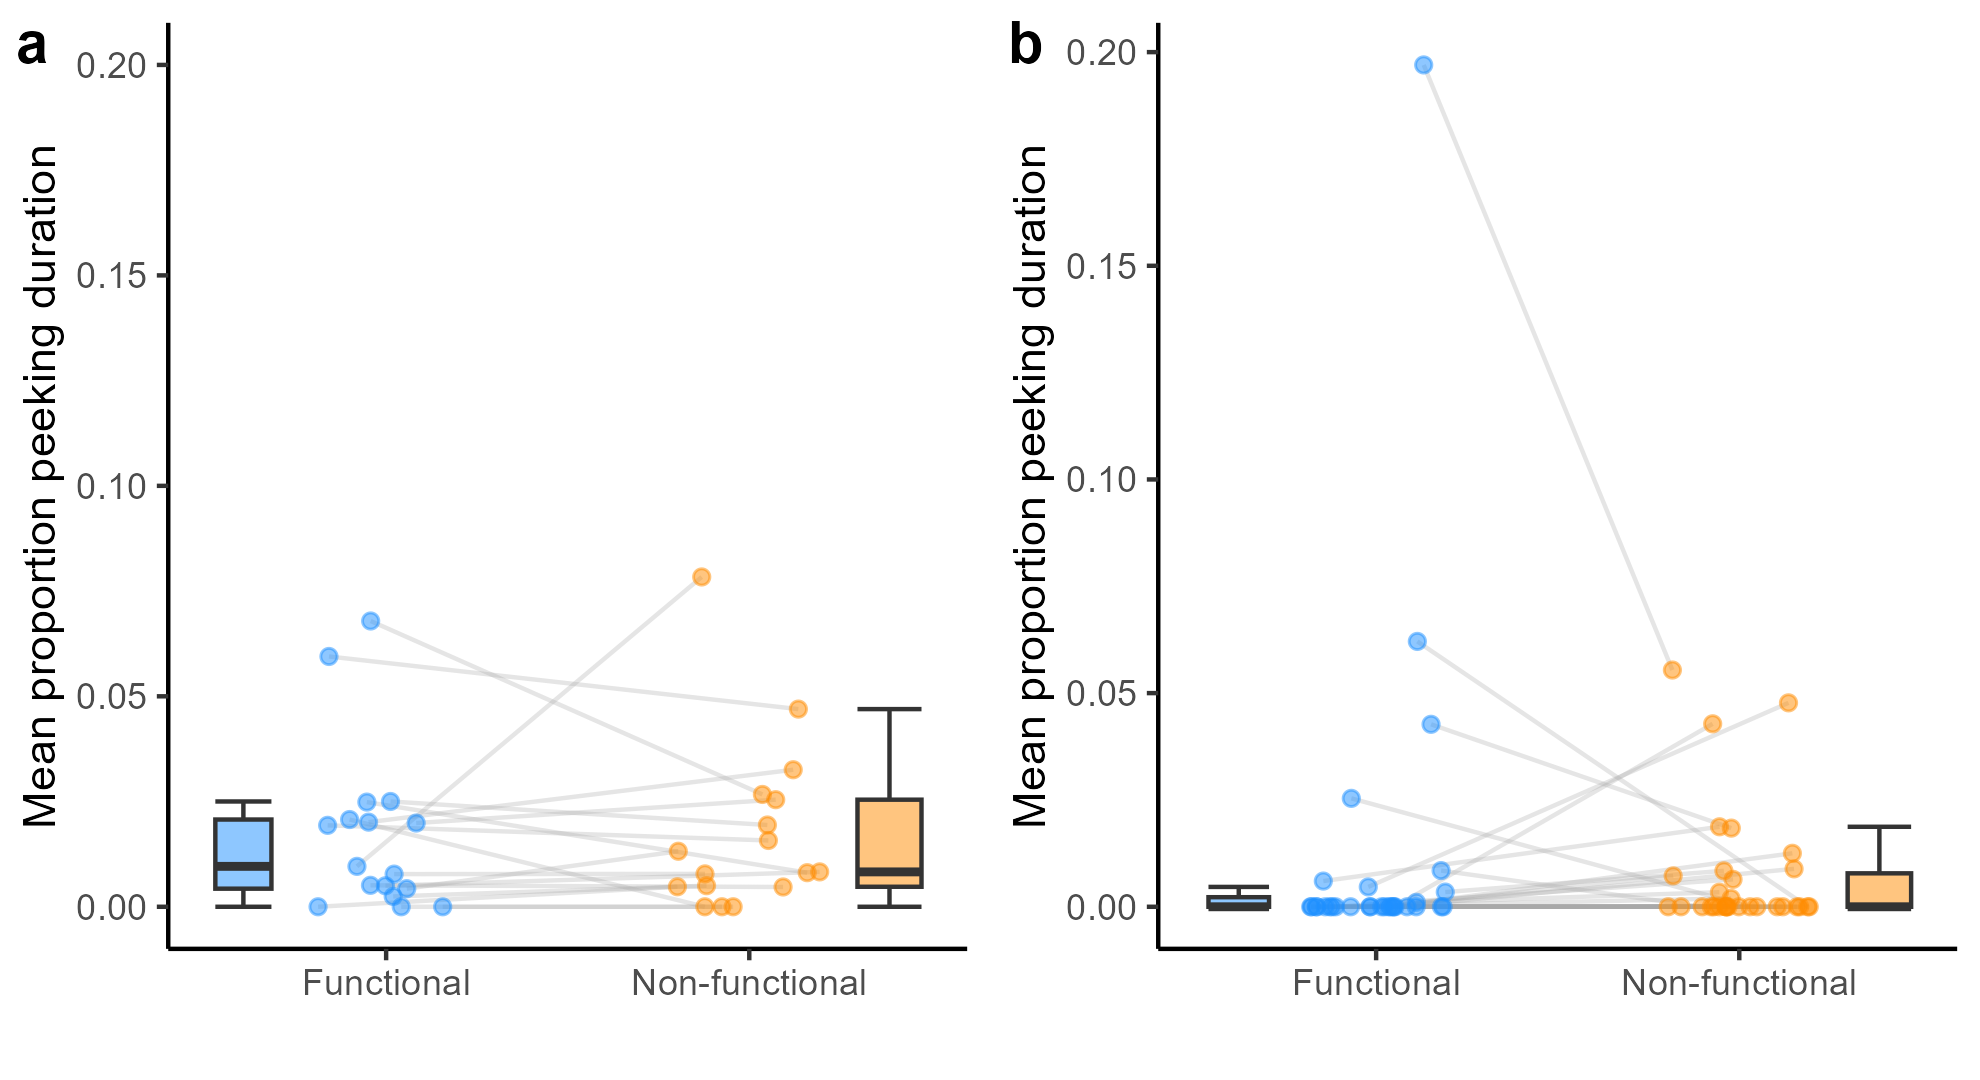 a
Mean proportion peeking duration
0.20
0.15
0.10
0.05
0.00
Functional
Non-functional
b
Mean proportion peeking duration
0.20
0.15
0.10
0.05
0.00
Functional
Non-functional